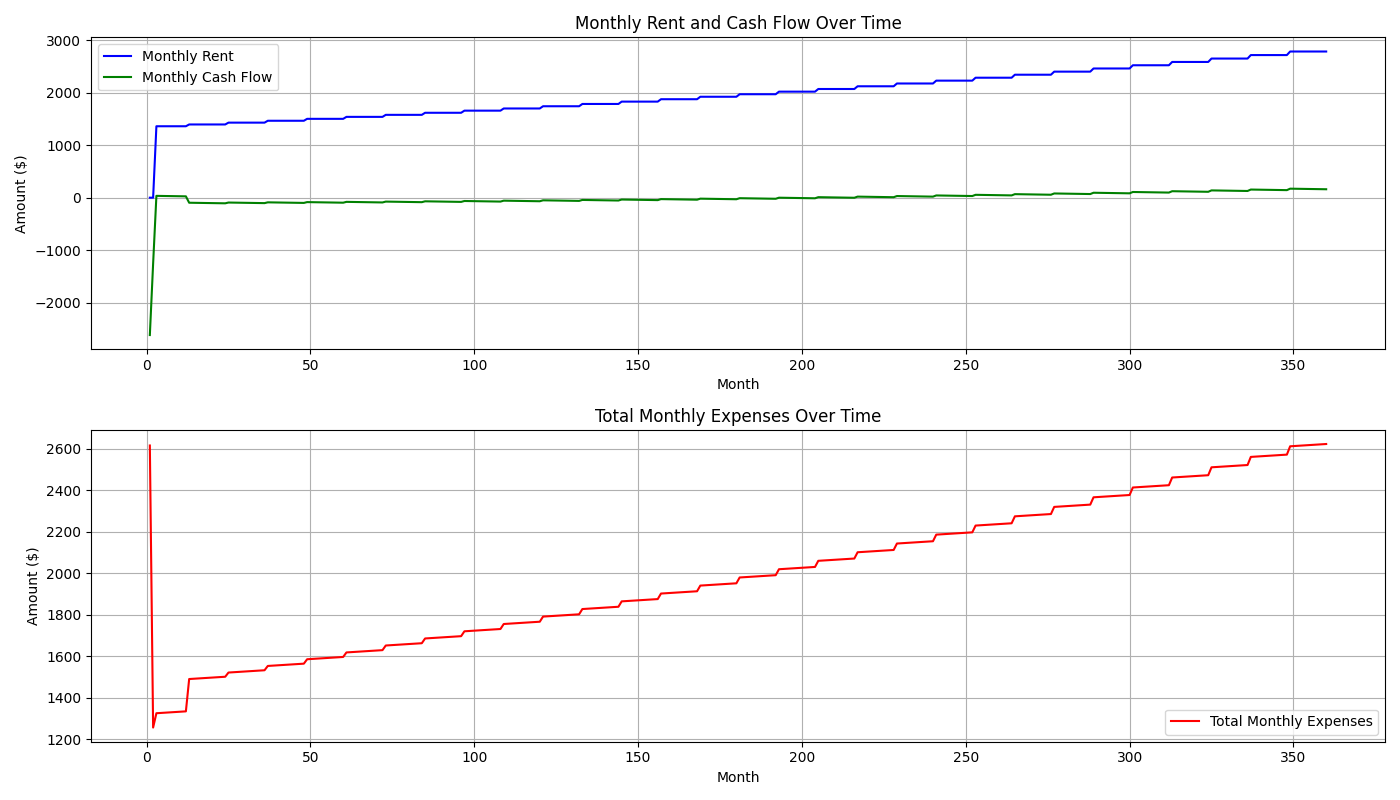 Monthly Rent and Cash Flow Over Time
3000
2000
1000
0
−1000
−2000
Amount ($)
Monthly Rent
Monthly Cash Flow
0 50 100 150 200 250 300 350
Month
Total Monthly Expenses Over Time
2600
2400
2200
2000
1800
1600
1400
1200
Amount ($)
Total Monthly Expenses
0 50 100 150 200 250 300 350
Month